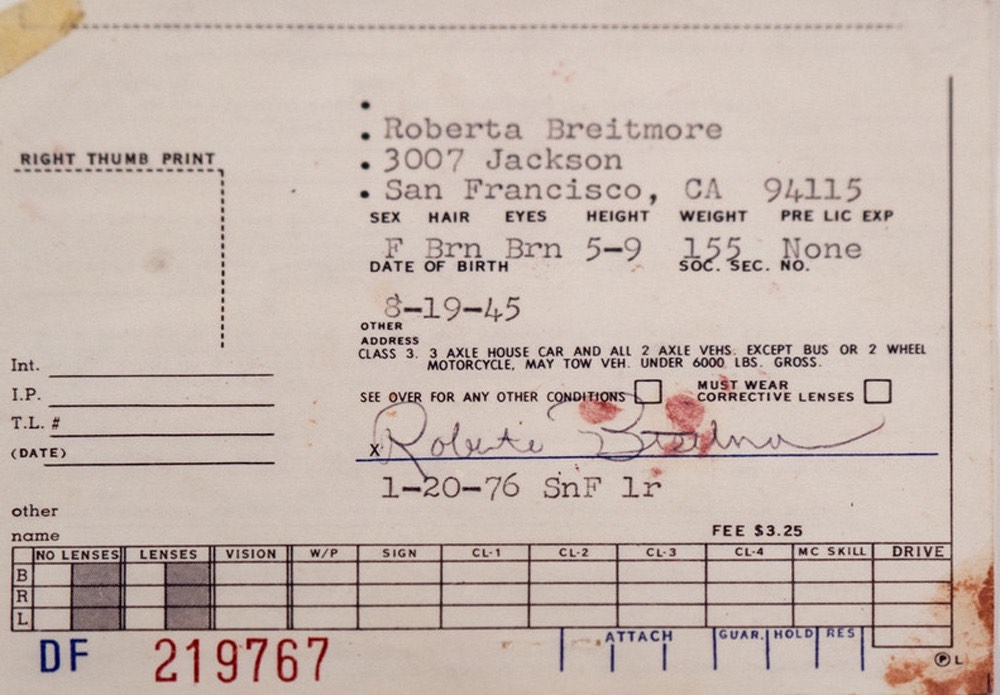 Roberta Breitmore
RIGHT THUMB PRINT
3007 Jackson
San Francisco, CA 94115
SEX HAIR EYES HEIGHT WEIGHT PRE LIC EXP
F Brn Brn 5-9 155 None
DATE OF BIRTH SOC. SEC. NO.
8-19-45
OTHER
ADDRESS
CLASS 3. 3 AXLE HOUSE CAR AND ALL 2 AXLE VEHS. EXCEPT BUS OR 2 WHEEL
MOTORCYCLE, MAY TOW VEH. UNDER 6000 LBS. GROSS.
Int.
I.P.
T.L. #
(DATE)
SEE OVER FOR ANY OTHER CONDITIONS
MUST WEAR
CORRECTIVE LENSES
X Roberta Breitmore
1-20-76 SnF lr
other
name
FEE $3.25
NO LENSES LENSES VISION W/P SIGN CL-1 CL-2 CL-3 CL-4 MC SKILL DRIVE
B
R
L
DF 219767
ATTACH GUAR. HOLD RES
Ⓟ L